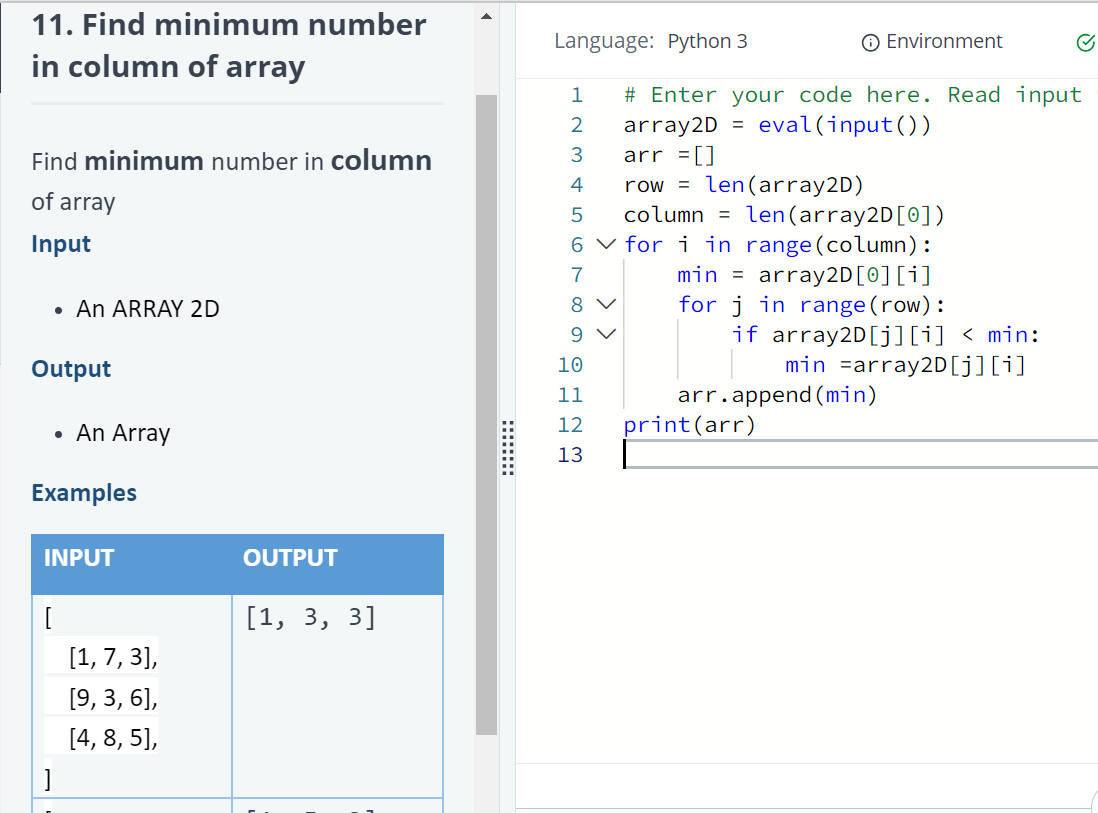 11. Find minimum number
in column of array
Find minimum number in column
of array
Input
• An ARRAY 2D
Output
• An Array
Examples
INPUT OUTPUT
[ [1, 3, 3]
[1, 7, 3],
[9, 3, 6],
[4, 8, 5],
]
Language: Python 3 Environment
1 # Enter your code here. Read input
2 array2D = eval(input())
3 arr =[]
4 row = len(array2D)
5 column = len(array2D[0])
6 for i in range(column):
7 min = array2D[0][i]
8 for j in range(row):
9 if array2D[j][i] < min:
10 min =array2D[j][i]
11 arr.append(min)
12 print(arr)
13